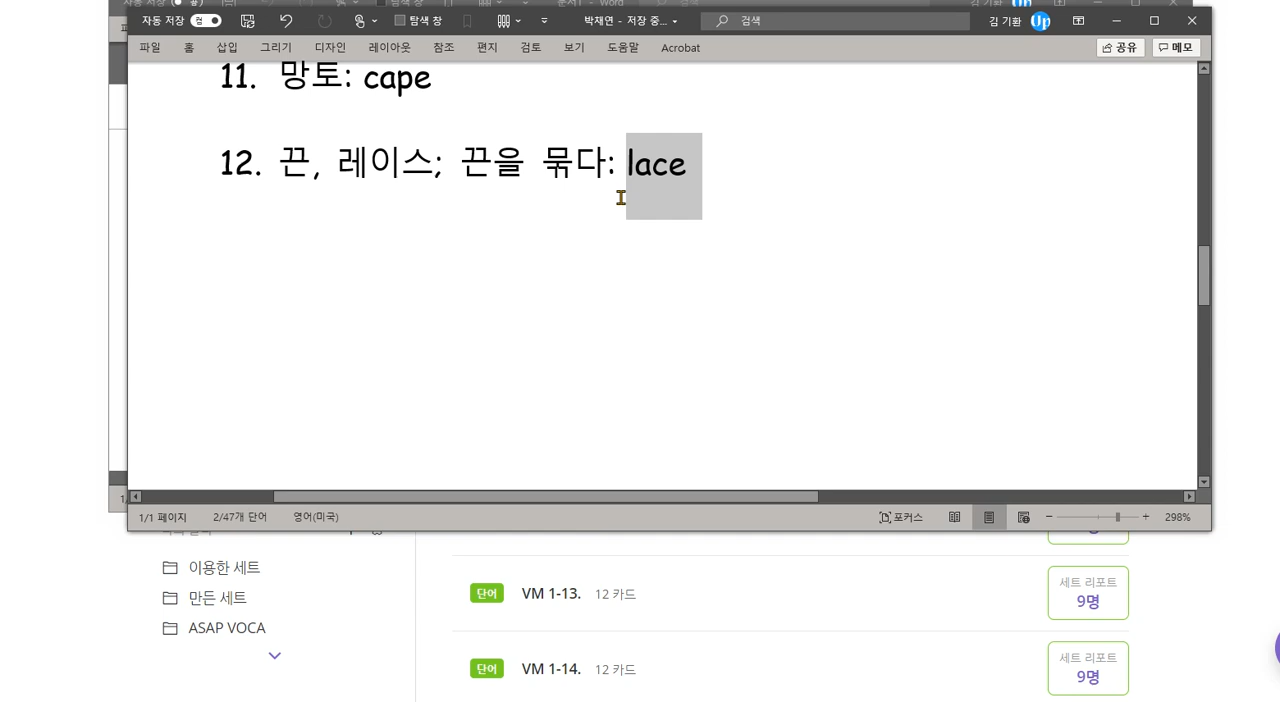 자동 저장 컴 탐색 창 박재연 - 저장 중... 검색 김 기환 Up
파일 홈 삽입 그리기 디자인 레이아웃 참조 편지 검토 보기 도움말 Acrobat 공유 메모
11. 망토: cape
12. 끈, 레이스; 끈을 묶다: lace
1/1 페이지 2/47개 단어 영어(미국) 포커스 298%
이용한 세트
만든 세트
ASAP VOCA
단어 VM 1-13. 12 카드 세트 리포트
9명
단어 VM 1-14. 12 카드 세트 리포트
9명